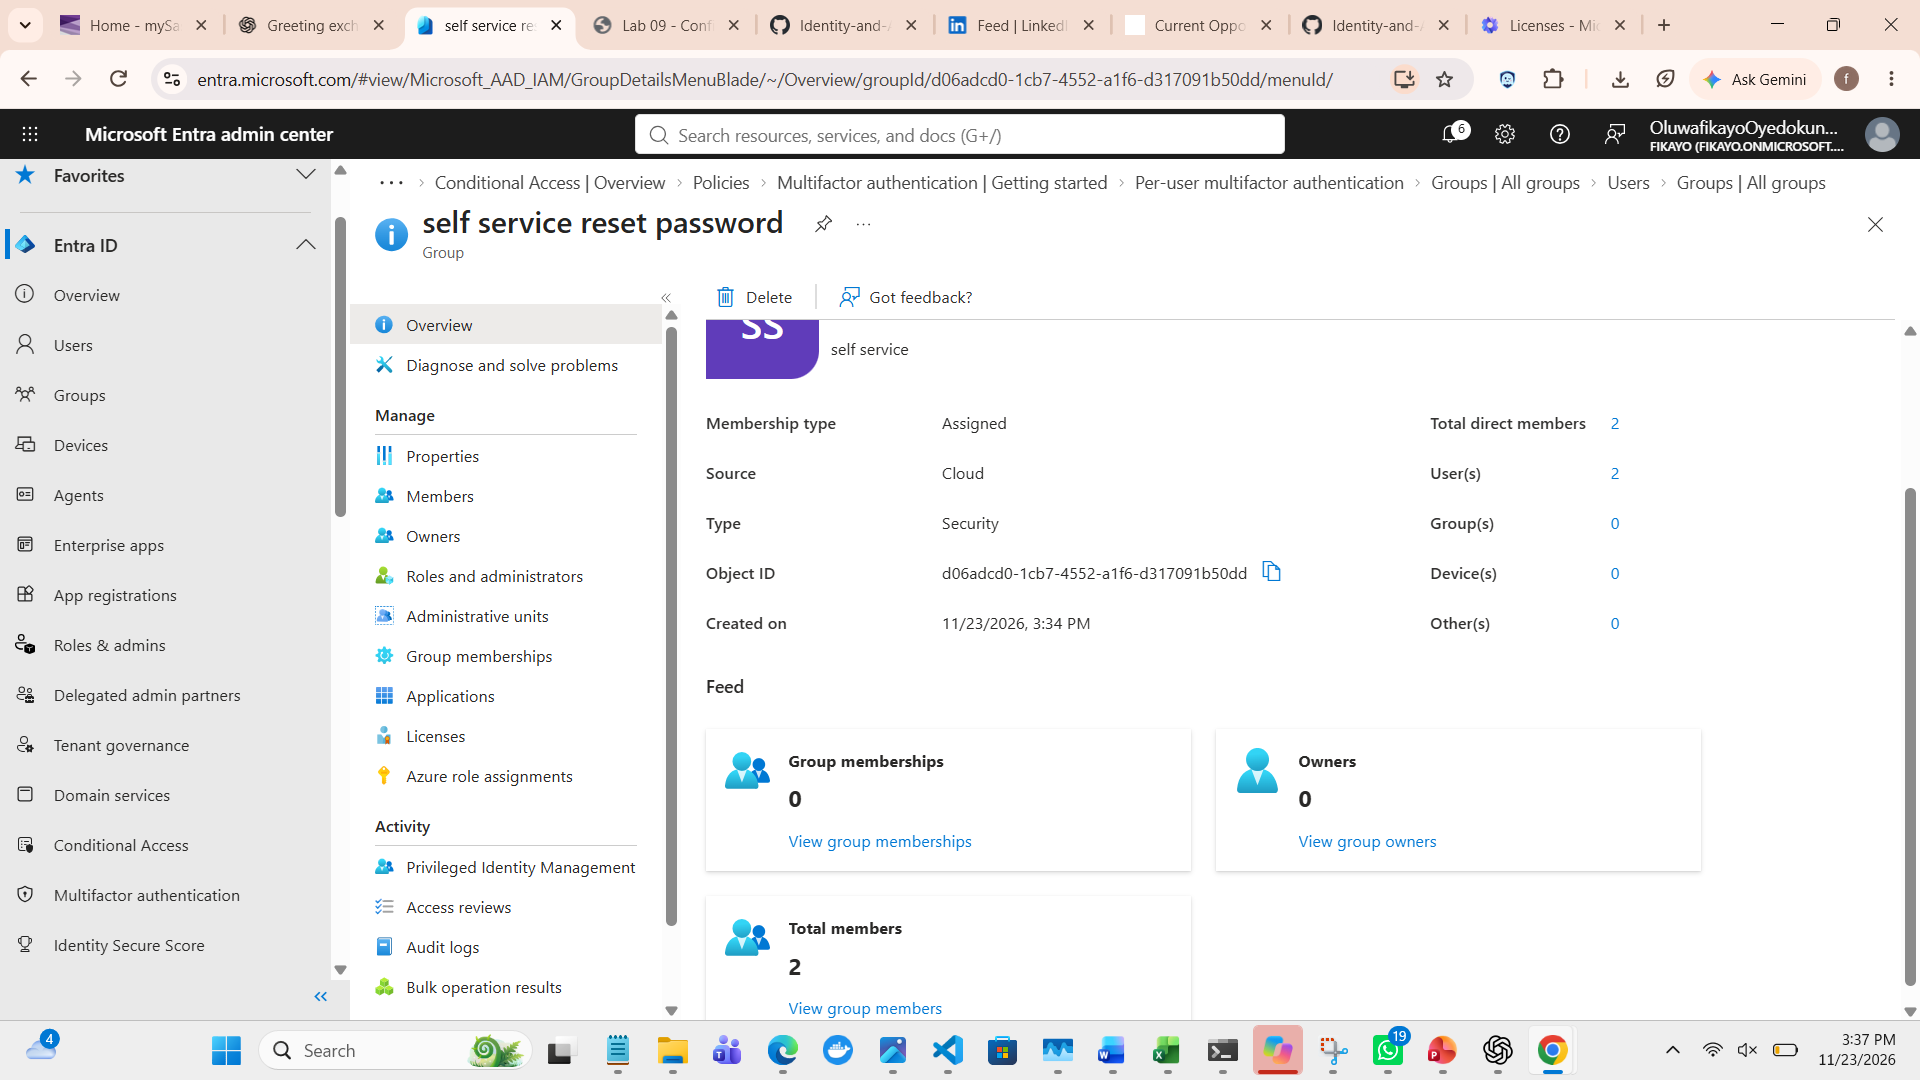 Home - mySa
Greeting exch
self service re
Lab 09 - Conf
Identity-and-
Feed | LinkedI
Current Oppo
Identity-and-
Licenses - Mi
entra.microsoft.com/#view/Microsoft_AAD_IAM/GroupDetailsMenuBlade/~/Overview/groupId/d06adcd0-1cb7-4552-a1f6-d317091b50dd/menuId/
Ask Gemini
f
Microsoft Entra admin center
Search resources, services, and docs (G+/)
6
OluwafikayoOyedokun...
FIKAYO (FIKAYO.ONMICROSOFT....
Favorites
Entra ID
Overview
Users
Groups
Devices
Agents
Enterprise apps
App registrations
Roles & admins
Delegated admin partners
Tenant governance
Domain services
Conditional Access
Multifactor authentication
Identity Secure Score
... > Conditional Access | Overview > Policies > Multifactor authentication | Getting started > Per-user multifactor authentication > Groups | All groups > Users > Groups | All groups
self service reset password
Group
Overview
Diagnose and solve problems
Manage
Properties
Members
Owners
Roles and administrators
Administrative units
Group memberships
Applications
Licenses
Azure role assignments
Activity
Privileged Identity Management
Access reviews
Audit logs
Bulk operation results
Delete
Got feedback?
SS
self service
Membership type Assigned Total direct members 2
Source Cloud User(s) 2
Type Security Group(s) 0
Object ID d06adcd0-1cb7-4552-a1f6-d317091b50dd Device(s) 0
Created on 11/23/2026, 3:34 PM Other(s) 0
Feed
Group memberships
0
View group memberships
Owners
0
View group owners
Total members
2
View group members
4
Search
19
3:37 PM
11/23/2026